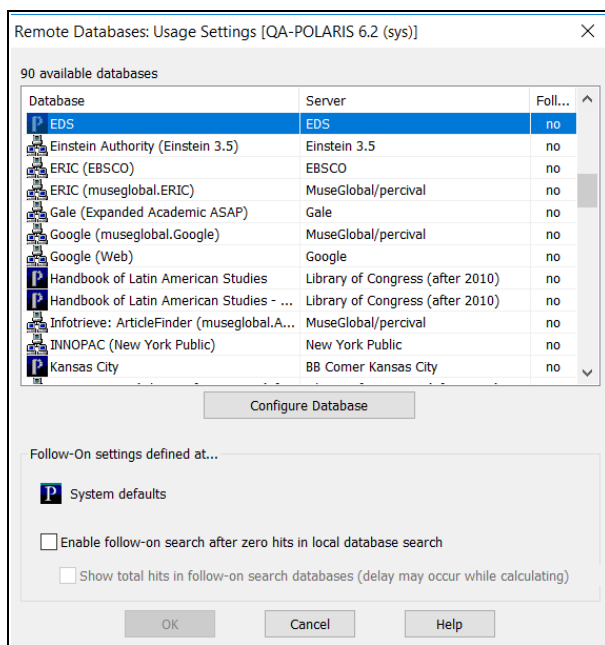 Remote Databases: Usage Settings [QA-POLARIS 6.2 (sys)]
90 available databases
Database Server Foll...
EDS EDS no
Einstein Authority (Einstein 3.5) Einstein 3.5 no
ERIC (EBSCO) EBSCO no
ERIC (museglobal.ERIC) MuseGlobal/percival no
Gale (Expanded Academic ASAP) Gale no
Google (museglobal.Google) MuseGlobal/percival no
Google (Web) Google no
Handbook of Latin American Studies Library of Congress (after 2010) no
Handbook of Latin American Studies - ... Library of Congress (after 2010) no
Infotrieve: ArticleFinder (museglobal.A... MuseGlobal/percival no
INNOPAC (New York Public) New York Public no
Kansas City BB Comer Kansas City no
Configure Database
Follow-On settings defined at...
P System defaults
Enable follow-on search after zero hits in local database search
Show total hits in follow-on search databases (delay may occur while calculating)
OK Cancel Help